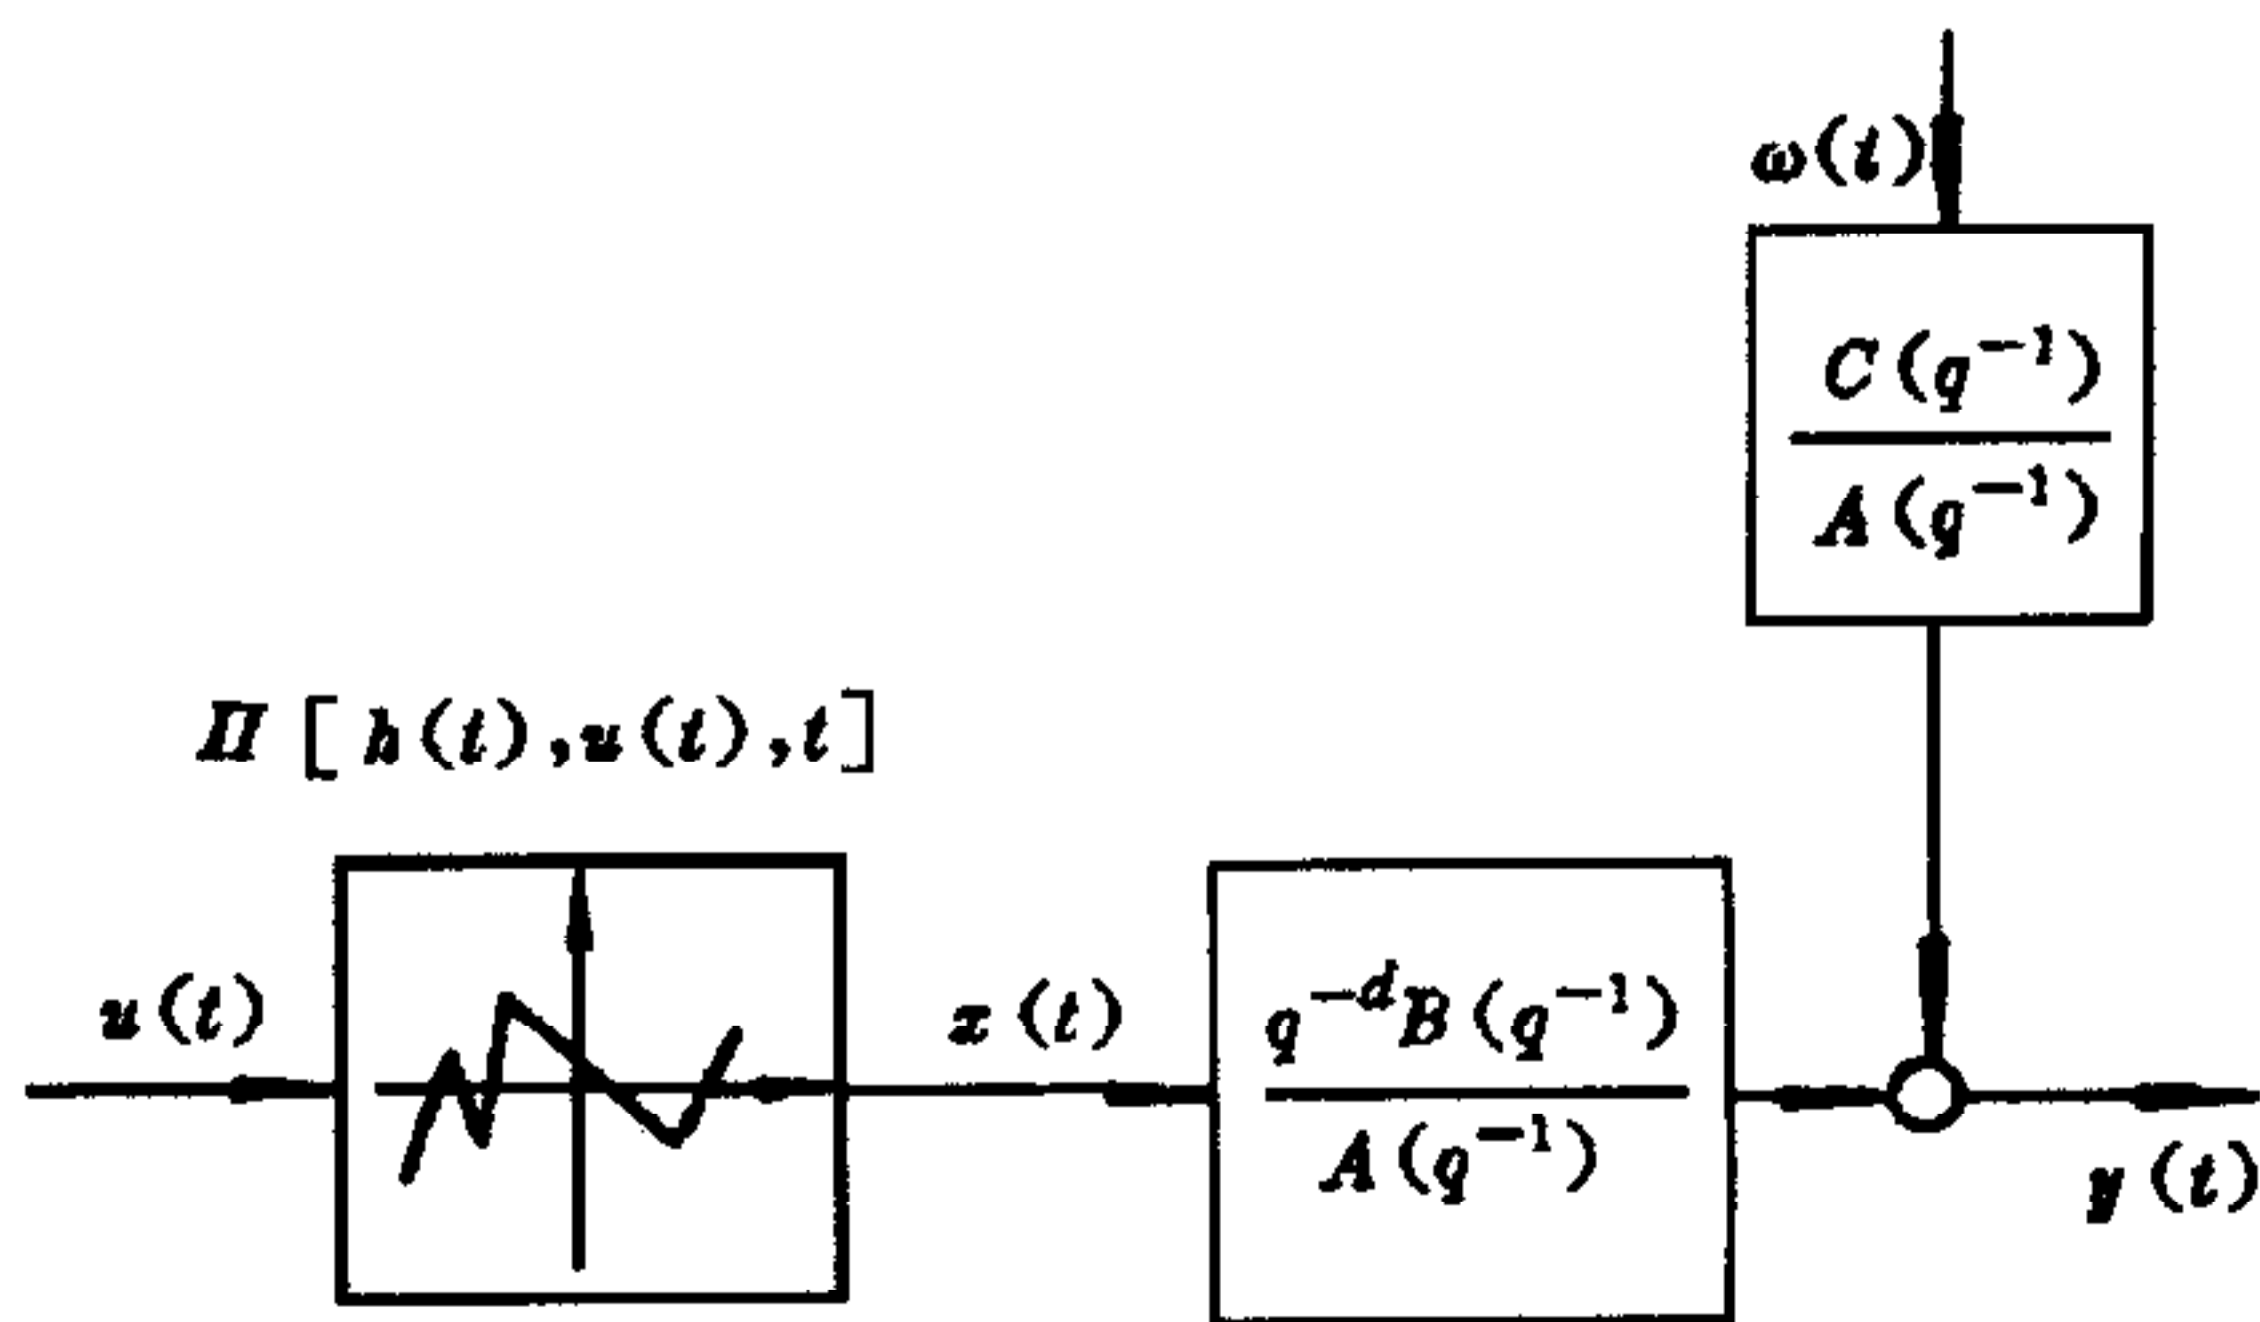 ω(t)
C(q⁻¹)
A(q⁻¹)
Π[h(t),u(t),t]
u(t)
x(t)
q⁻ᵈB(q⁻¹)
A(q⁻¹)
y(t)